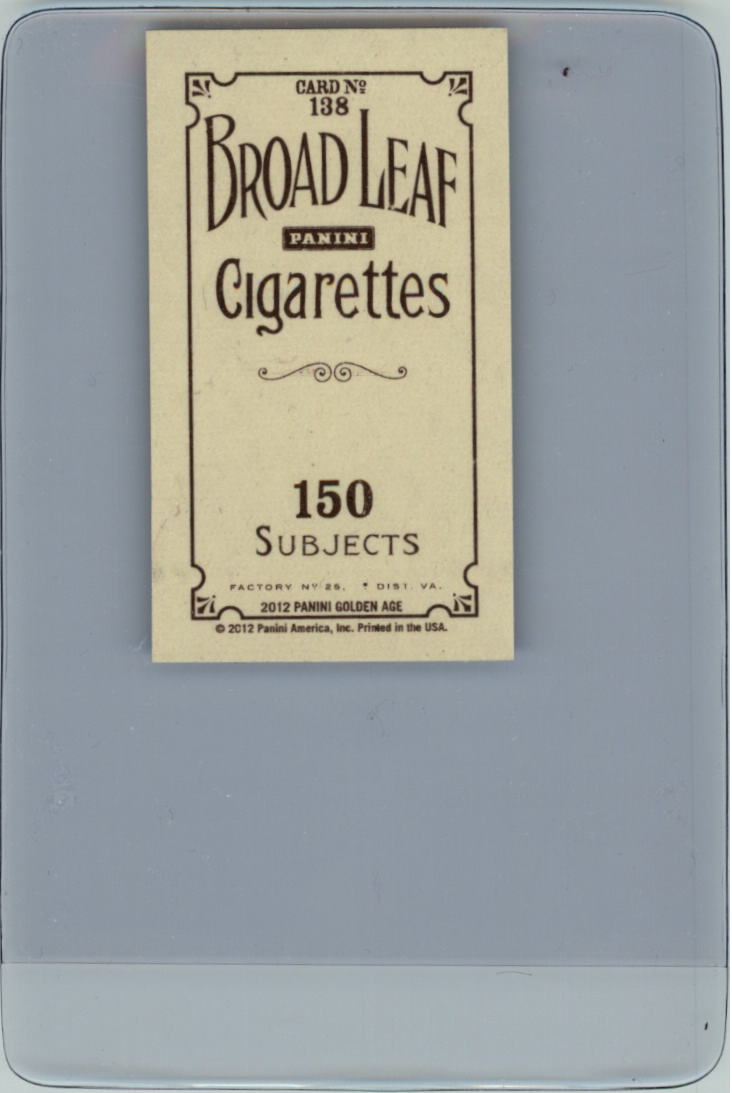 CARD Nº
138
BROAD LEAF
PANINI
Cigarettes
150
SUBJECTS
FACTORY Nº 25. • DIST. VA.
2012 PANINI GOLDEN AGE
© 2012 Panini America, Inc. Printed in the USA.